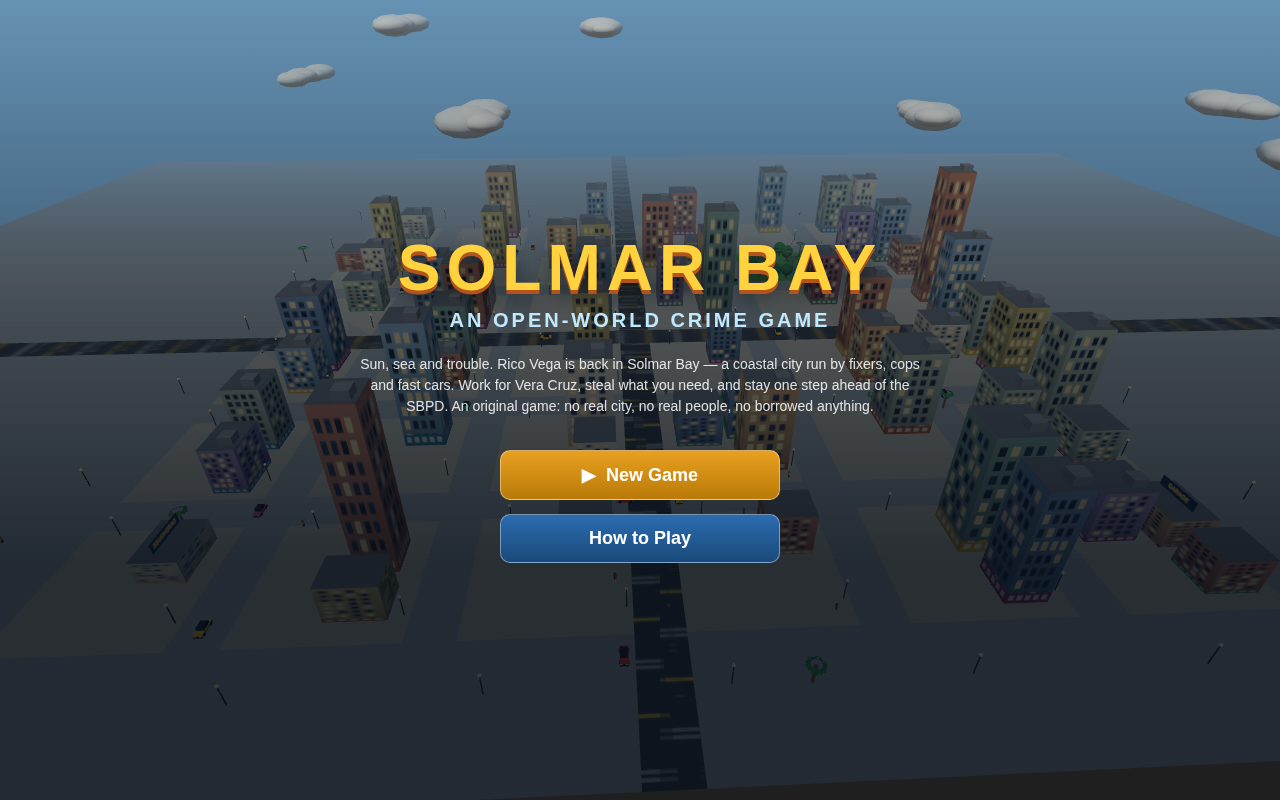 SOLMAR BAY
AN OPEN-WORLD CRIME GAME
Sun, sea and trouble. Rico Vega is back in Solmar Bay — a coastal city run by fixers, cops
and fast cars. Work for Vera Cruz, steal what you need, and stay one step ahead of the
SBPD. An original game: no real city, no real people, no borrowed anything.
▶ New Game
How to Play